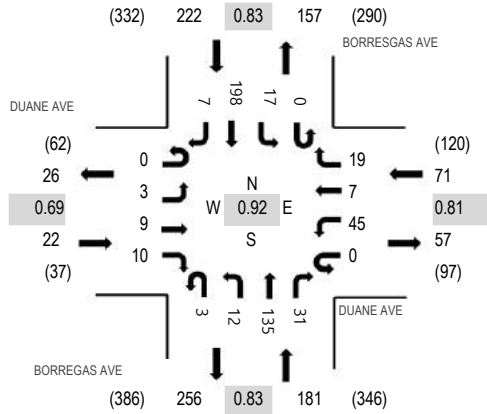 (332) 222 0.83 157 (290)
BORRESGAS AVE
7 198 17 0
DUANE AVE
(62) (120)
26 0 19 71
3 N 7
0.69 W 0.92 E 0.81
9 S 45
22 10 0 57
(37) (97)
3 12 135 31
DUANE AVE
BORREGAS AVE
(386) 256 0.83 181 (346)